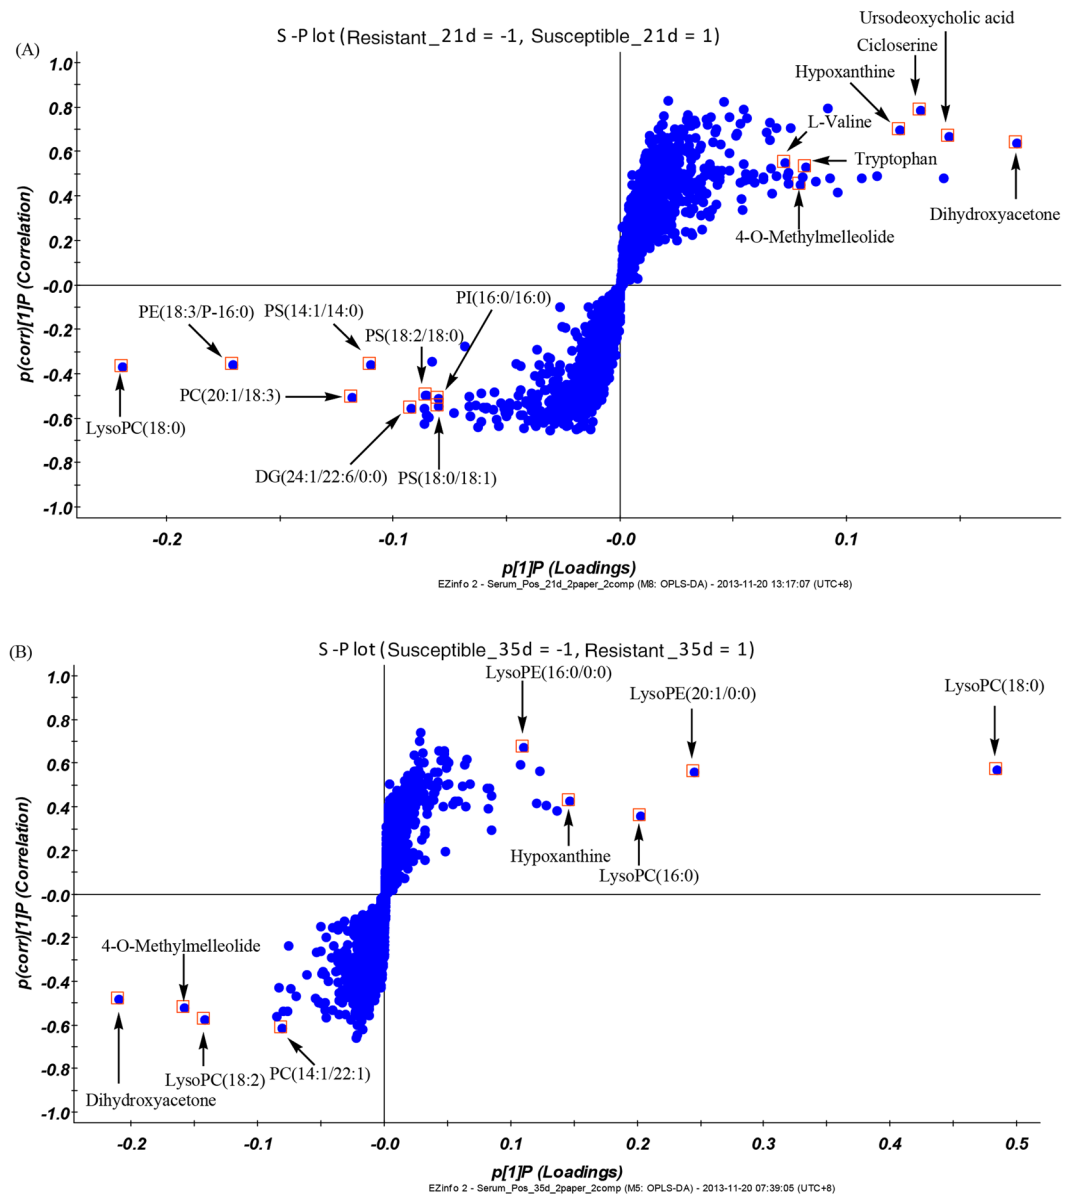 (A)
S-Plot (Resistant_21d = -1, Susceptible_21d = 1)
Ursodeoxycholic acid
Cicloserine
Hypoxanthine
L-Valine
Tryptophan
4-O-Methylmelleolide
Dihydroxyacetone
PI(16:0/16:0)
PE(18:3/P-16:0)
PS(14:1/14:0)
PS(18:2/18:0)
PC(20:1/18:3)
LysoPC(18:0)
DG(24:1/22:6/0:0)
PS(18:0/18:1)
p(corr)[1]P (Correlation)
1.0
0.8
0.6
0.4
0.2
-0.0
-0.2
-0.4
-0.6
-0.8
-1.0
-0.2
-0.1
-0.0
0.1
p[1]P (Loadings)
EZinfo 2 - Serum_Pos_21d_2paper_2comp (M8: OPLS-DA) - 2013-11-20 13:17:07 (UTC+8)
(B)
S-Plot (Susceptible_35d = -1, Resistant_35d = 1)
LysoPE(16:0/0:0)
LysoPE(20:1/0:0)
LysoPC(18:0)
Hypoxanthine
LysoPC(16:0)
4-O-Methylmelleolide
LysoPC(18:2)
PC(14:1/22:1)
Dihydroxyacetone
p(corr)[1]P (Correlation)
1.0
0.8
0.6
0.4
0.2
-0.0
-0.2
-0.4
-0.6
-0.8
-1.0
-0.2
-0.1
-0.0
0.1
0.2
0.3
0.4
0.5
p[1]P (Loadings)
EZinfo 2 - Serum_Pos_35d_2paper_2comp (M5: OPLS-DA) - 2013-11-20 07:39:05 (UTC+8)